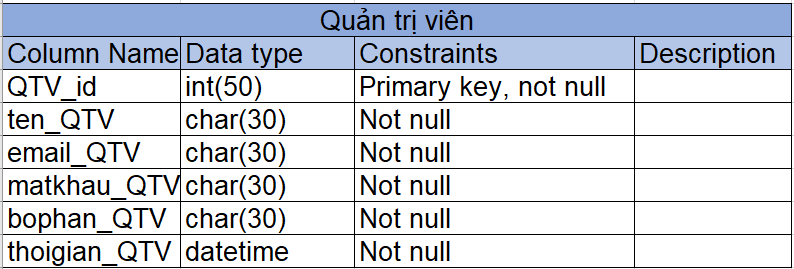 Quản trị viên
Column Name Data type Constraints Description
QTV_id int(50) Primary key, not null
ten_QTV char(30) Not null
email_QTV char(30) Not null
matkhau_QTV char(30) Not null
bophan_QTV char(30) Not null
thoigian_QTV datetime Not null